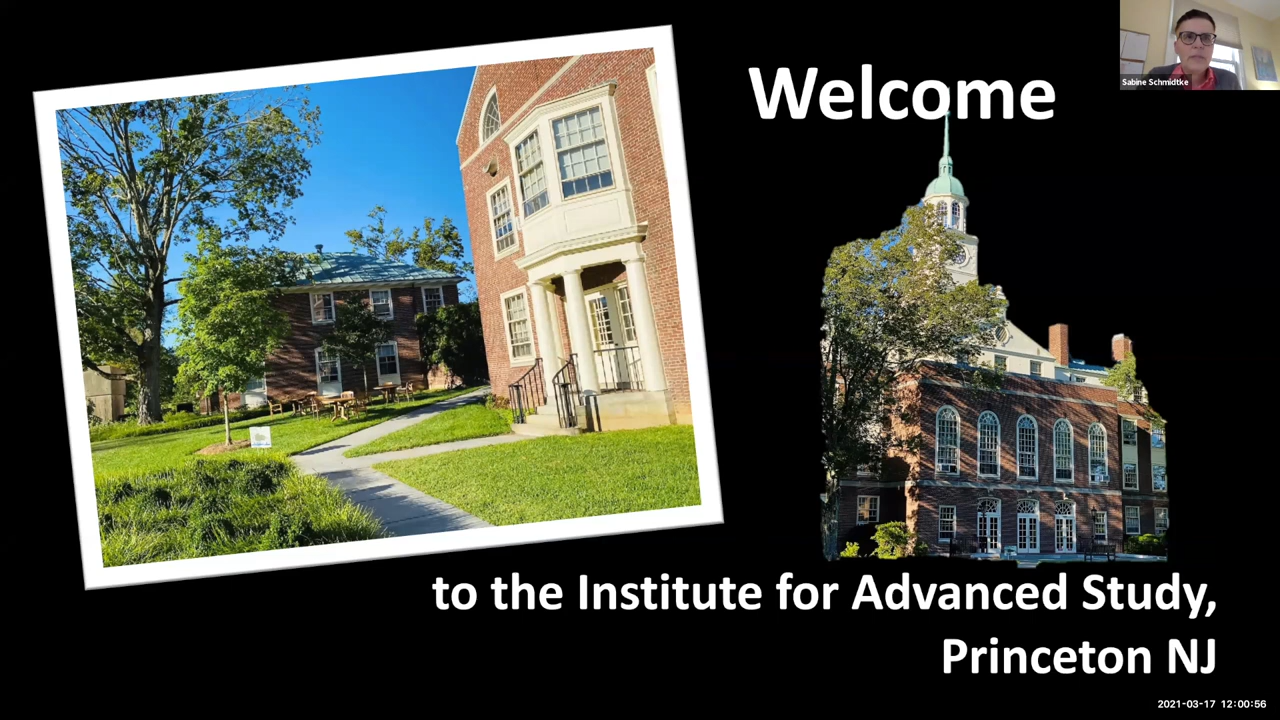 Welcome
Sabine Schmidtke
to the Institute for Advanced Study,
Princeton NJ
2021-03-17 12:00:56